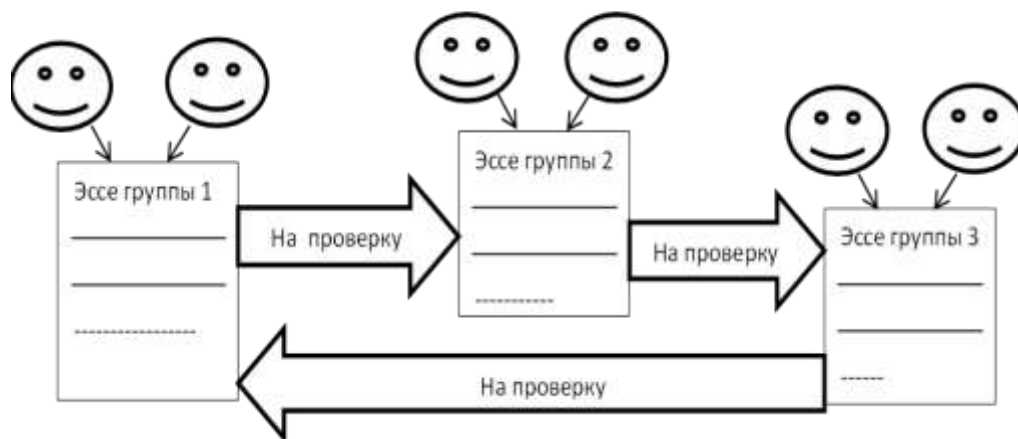 Эссе группы 1
Эссе группы 2
Эссе группы 3
На проверку
На проверку
На проверку